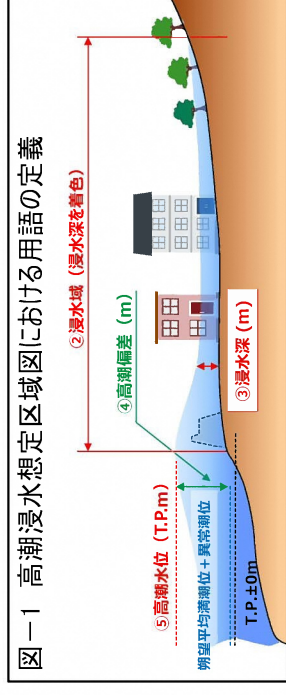 図－1 高潮浸水想定区域図における用語の定義
②浸水域（浸水深を着色）
④高潮偏差（m）
③浸水深（m）
⑤高潮水位（T.P.m）
朔望平均満潮位＋異常潮位
T.P.±0m